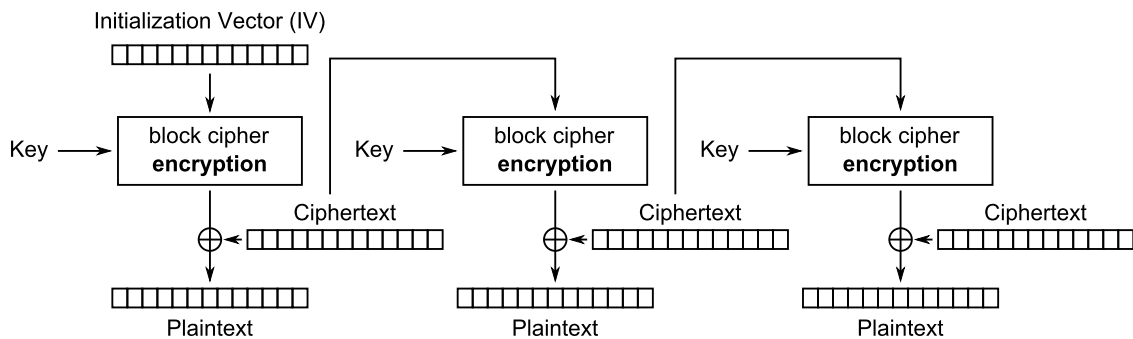 Initialization Vector (IV)
Key
block cipher
encryption
Key
block cipher
encryption
Key
block cipher
encryption
Ciphertext
Ciphertext
Ciphertext
Plaintext
Plaintext
Plaintext